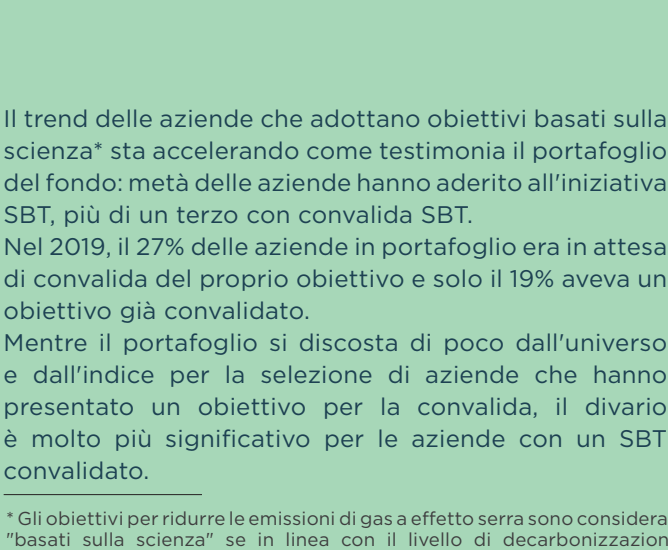 Il trend delle aziende che adottano obiettivi basati sulla
scienza* sta accelerando come testimonia il portafoglio
del fondo: metà delle aziende hanno aderito all'iniziativa
SBT, più di un terzo con convalida SBT.
Nel 2019, il 27% delle aziende in portafoglio era in attesa
di convalida del proprio obiettivo e solo il 19% aveva un
obiettivo già convalidato.
Mentre il portafoglio si discosta di poco dall'universo
e dall'indice per la selezione di aziende che hanno
presentato un obiettivo per la convalida, il divario
è molto più significativo per le aziende con un SBT
convalidato.
* Gli obiettivi per ridurre le emissioni di gas a effetto serra sono considera
"basati sulla scienza" se in linea con il livello di decarbonizzazion